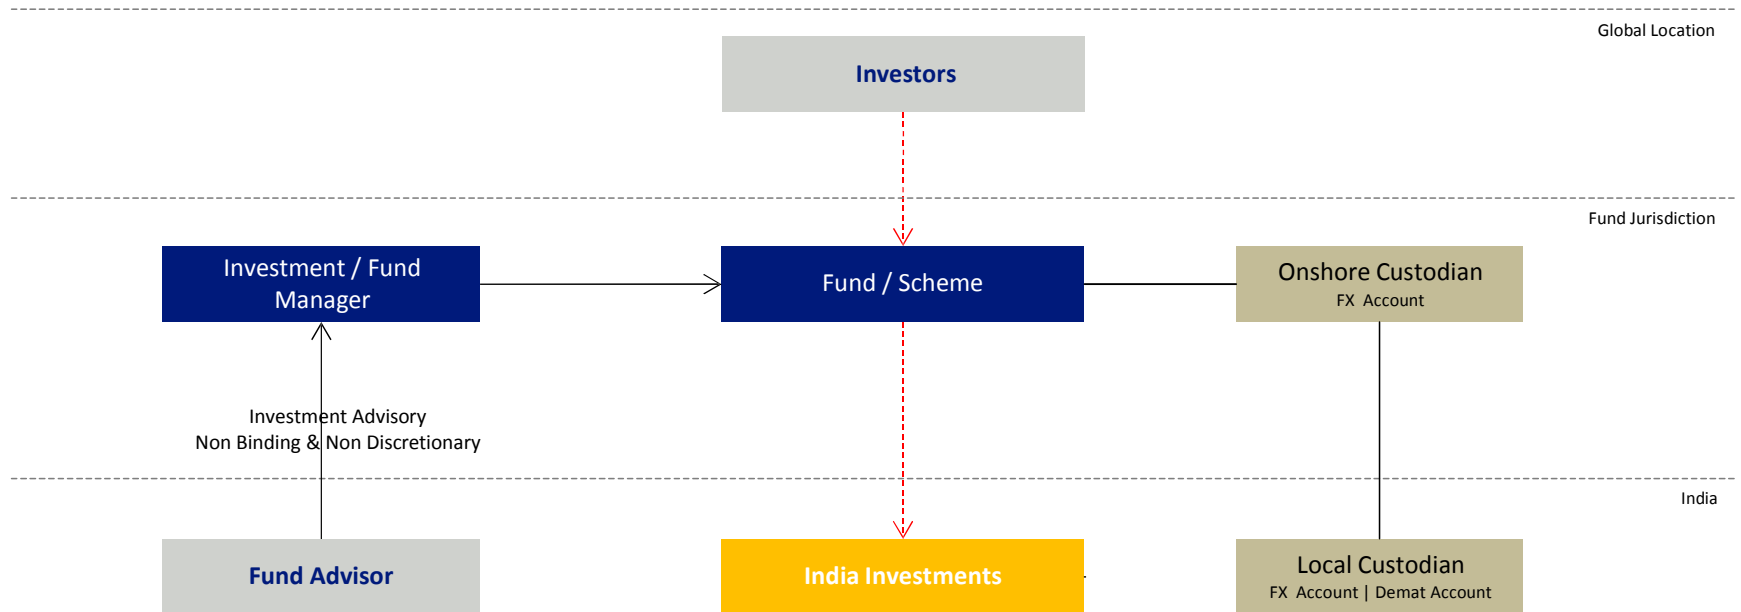 Global Location
Investors
Fund Jurisdiction
Investment / Fund
Manager
Fund / Scheme
Onshore Custodian
FX Account
Investment Advisory
Non Binding & Non Discretionary
India
Fund Advisor
India Investments
Local Custodian
FX Account | Demat Account